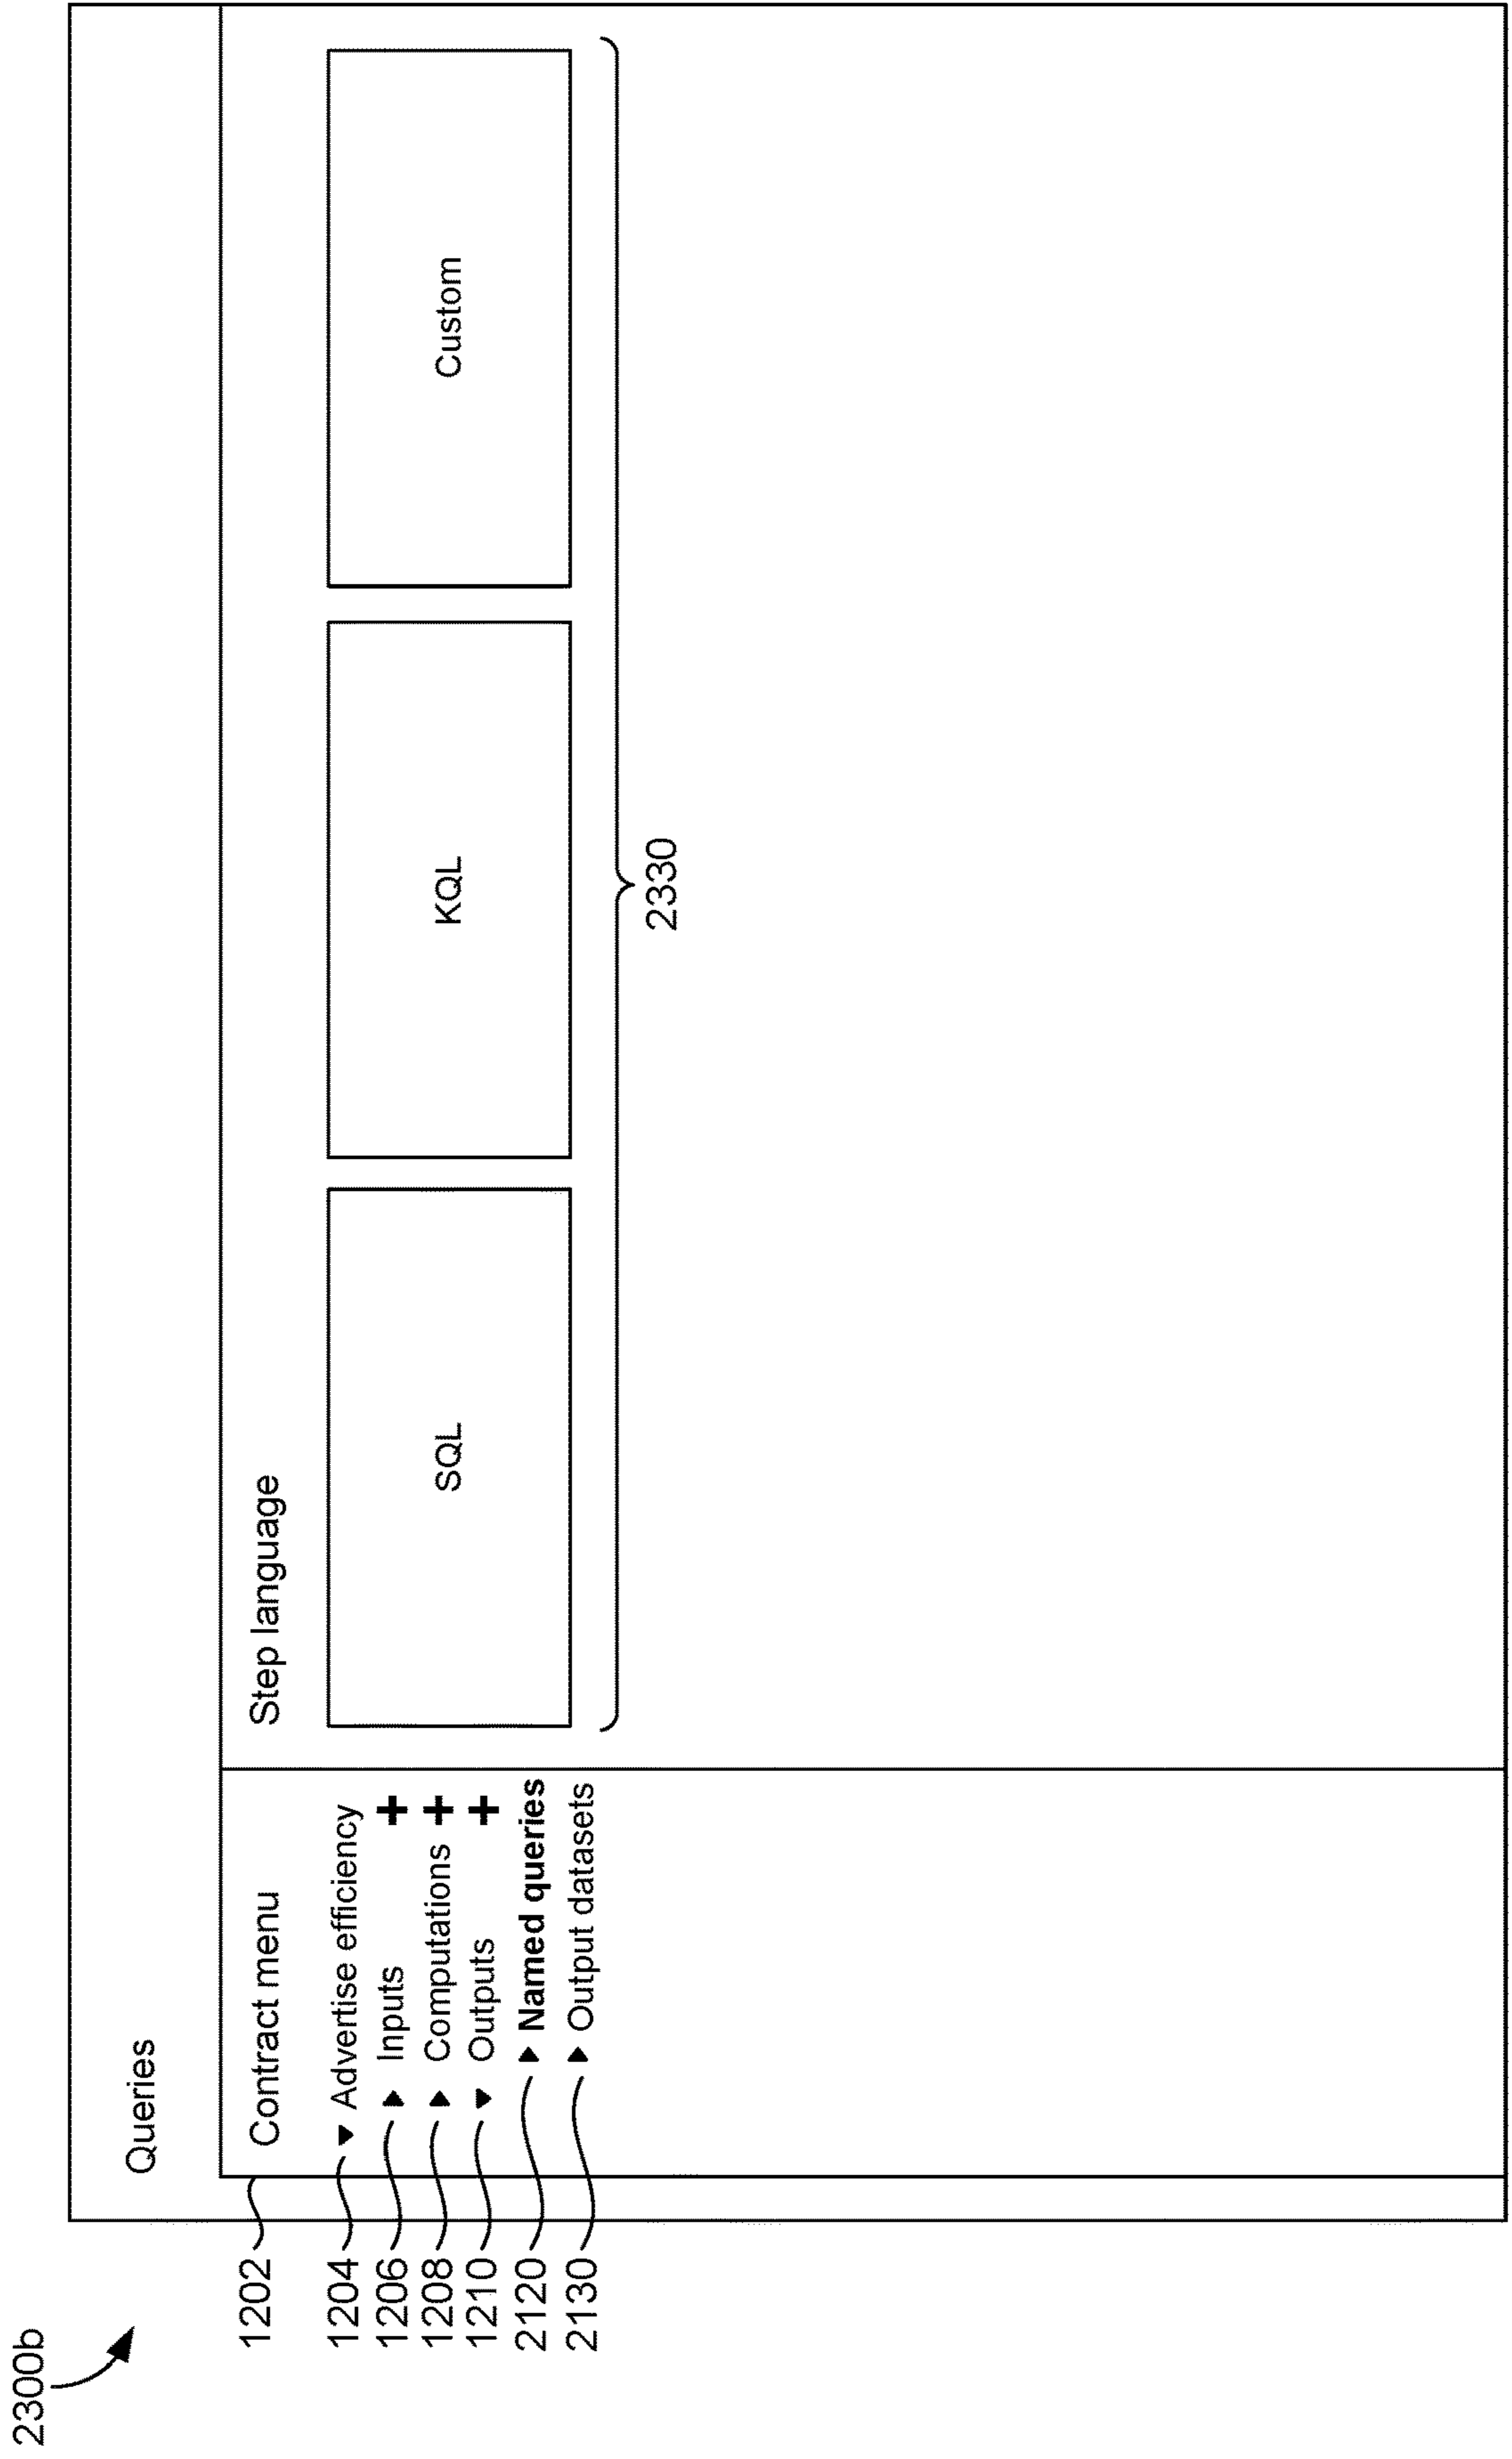 2300b
Queries
1202
Contract menu
Step language
1204
Advertise efficiency
1206
Inputs +
1208
Computations +
1210
Outputs +
2120
Named queries
2130
Output datasets
SQL
KQL
Custom
2330